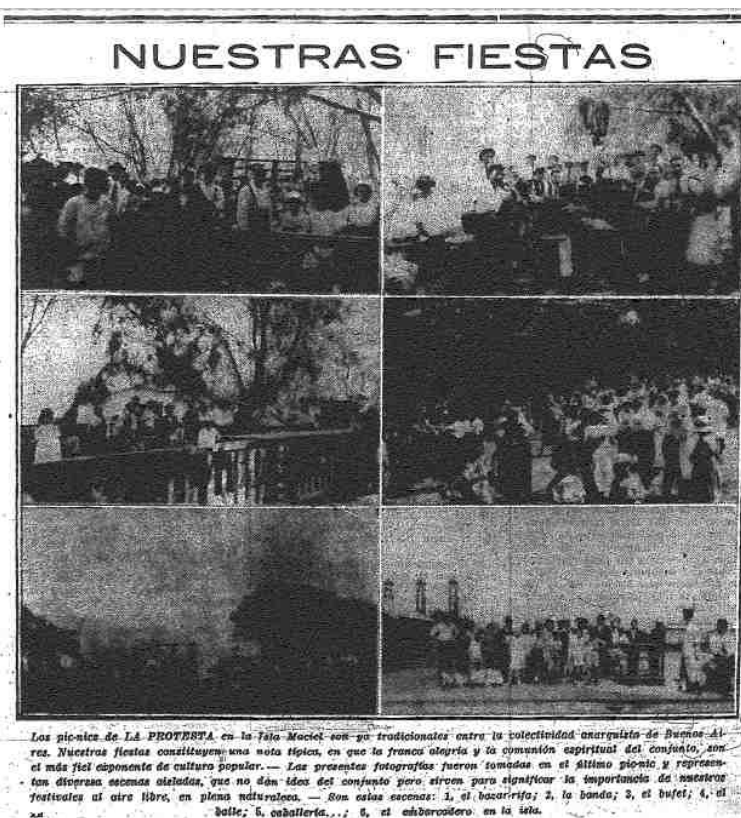 NUESTRAS FIESTAS
Los pic-nics de LA PROTESTA en la Isla Maciel son ya tradicionales entre la colectividad anarquista de Buenos Ai-
res. Nuestras fiestas constituyen una nota típica, en que la franca alegria y la comunión espiritual del conjunto, son
el más fiel exponente de cultura popular. — Las presentes fotografías fueron tomadas en el último pic-nic y represen-
tan diversas escenas aisladas, que no dan idea del conjunto pero sirven para significar la importancia de nuestros
festivales al aire libre, en plena naturaleza. — Son estas escenas: 1, el bazar-rifa; 2, la banda; 3, el bufet; 4, el
baile; 5, caballería...; 6, el embarcadero en la isla.